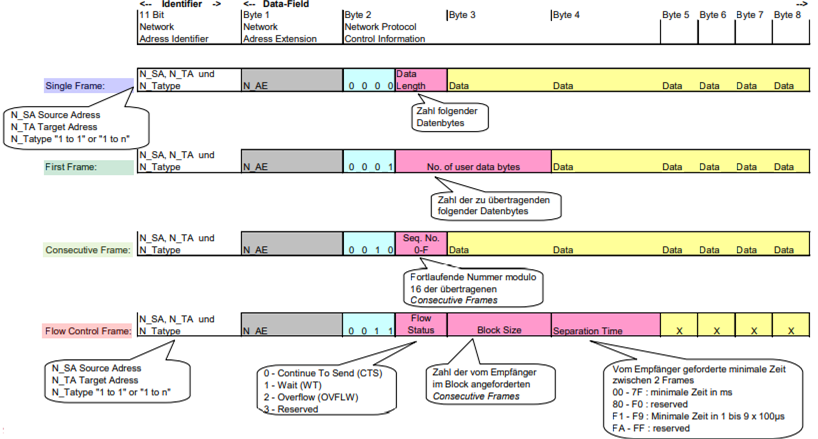 <-- Identifier -> <-- Data-Field -->
11 Bit Byte 1 Byte 2 Byte 3 Byte 4 Byte 5 Byte 6 Byte 7 Byte 8
Network Network Network Protocol
Adress Identifier Adress Extension Control Information
N_SA, N_TA und Data
Single Frame: N_Tatype N_AE 0 0 0 0 Length Data Data Data Data Data Data
N_SA Source Adress
N_TA Target Adress
N_Tatype "1 to 1" or "1 to n"
Zahl folgender
Datenbytes
N_SA, N_TA und
First Frame: N_Tatype N_AE 0 0 0 1 No. of user data bytes Data Data Data Data Data
Zahl der zu übertragenden
folgender Datenbytes
N_SA, N_TA und Seq. No.
Consecutive Frame: N_Tatype N_AE 0 0 1 0 0-F Data Data Data Data Data Data
Fortlaufende Nummer modulo
16 der übertragenen
Consecutive Frames
N_SA, N_TA und Flow
Flow Control Frame: N_Tatype N_AE 0 0 1 1 Status Block Size Separation Time X X X X
N_SA Source Adress
N_TA Target Adress
N_Tatype "1 to 1" or "1 to n"
0 - Continue To Send (CTS)
1 - Wait (WT)
2 - Overflow (OVFLW)
3 - Reserved
Zahl der vom Empfänger
im Block angeforderten
Consecutive Frames
Vom Empfänger geforderte minimale Zeit
zwischen 2 Frames
00 - 7F : minimale Zeit in ms
80 - F0 : reserved
F1 - F9 : Minimale Zeit in 1 bis 9 x 100µs
FA - FF : reserved